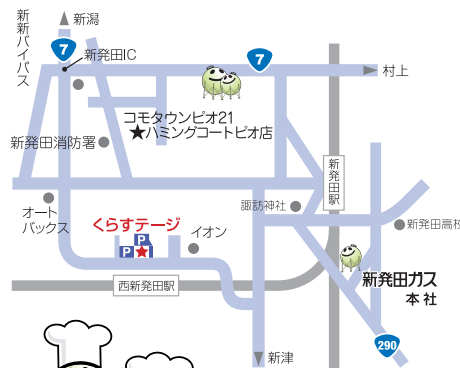 新潟
新新バイパス
7
新発田IC
7
村上
コモタウンピオ21
★ハミングコートピオ店
新発田消防署
新発田駅
オート
バックス
諏訪神社
くらすテージ
新発田高校
P
P
イオン
新発田ガス
本社
西新発田駅
290
新津